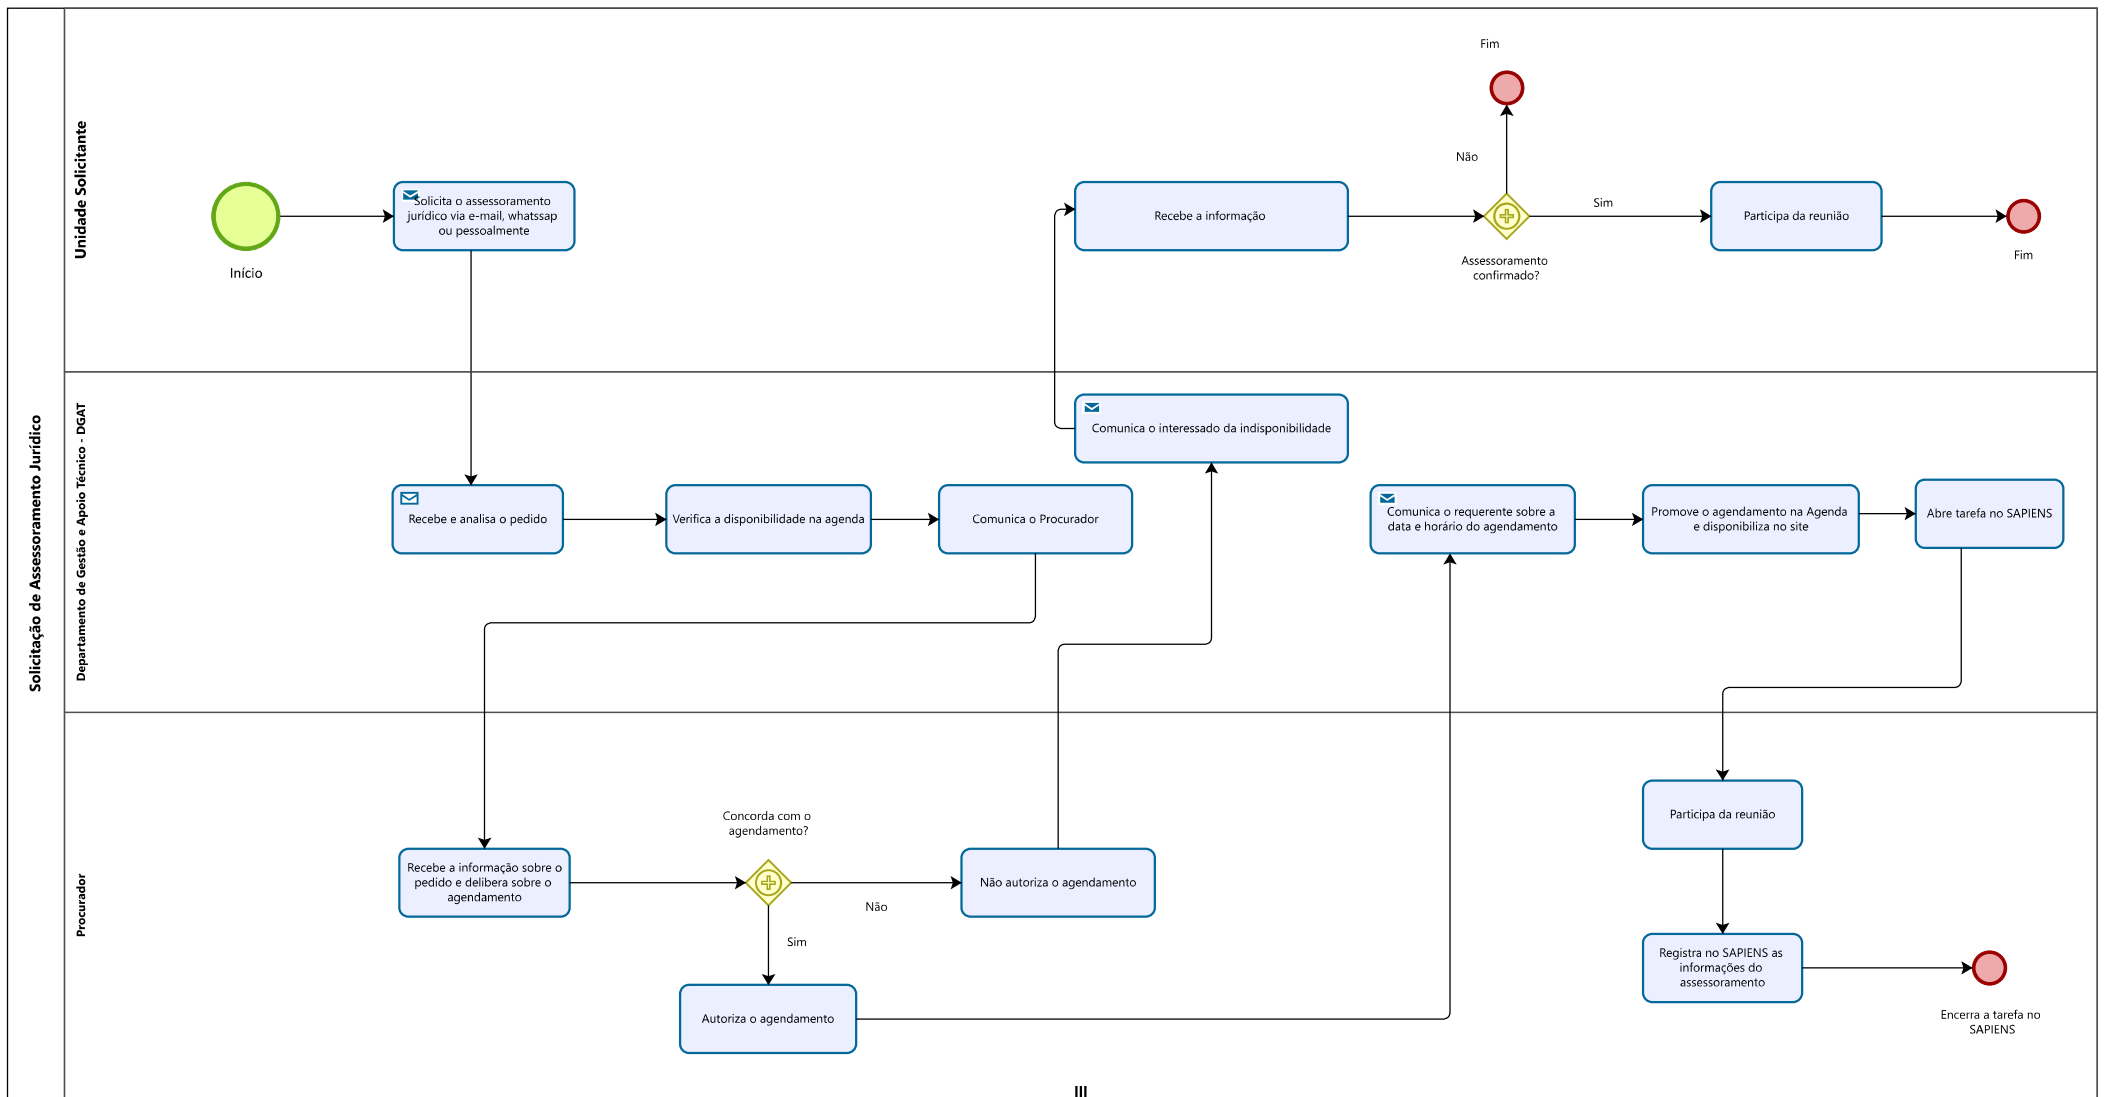 Solicitação de Assessoramento Jurídico
Unidade Solicitante
Início
Solicita o assessoramento
jurídico via e-mail, whatssap
ou pessoalmente
Recebe a informação
Fim
Não
Sim
Assessoramento
confirmado?
Participa da reunião
Fim
Departamento de Gestão e Apoio Técnico - DGAT
Comunica o interessado da indisponibilidade
Recebe e analisa o pedido
Verifica a disponibilidade na agenda
Comunica o Procurador
Comunica o requerente sobre a
data e horário do agendamento
Promove o agendamento na Agenda
e disponibiliza no site
Abre tarefa no SAPIENS
Procurador
Recebe a informação sobre o
pedido e delibera sobre o
agendamento
Concorda com o
agendamento?
Não
Sim
Não autoriza o agendamento
Autoriza o agendamento
Participa da reunião
Registra no SAPIENS as
informações do
assessoramento
Encerra a tarefa no
SAPIENS